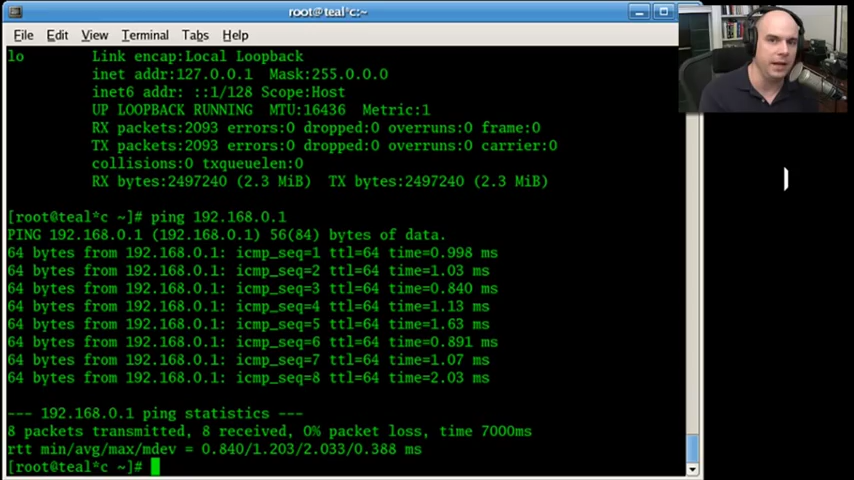 root@teal*c:~
File Edit View Terminal Tabs Help
lo Link encap:Local Loopback
inet addr:127.0.0.1 Mask:255.0.0.0
inet6 addr: ::1/128 Scope:Host
UP LOOPBACK RUNNING MTU:16436 Metric:1
RX packets:2093 errors:0 dropped:0 overruns:0 frame:0
TX packets:2093 errors:0 dropped:0 overruns:0 carrier:0
collisions:0 txqueuelen:0
RX bytes:2497240 (2.3 MiB) TX bytes:2497240 (2.3 MiB)
[root@teal*c ~]# ping 192.168.0.1
PING 192.168.0.1 (192.168.0.1) 56(84) bytes of data.
64 bytes from 192.168.0.1: icmp_seq=1 ttl=64 time=0.998 ms
64 bytes from 192.168.0.1: icmp_seq=2 ttl=64 time=1.03 ms
64 bytes from 192.168.0.1: icmp_seq=3 ttl=64 time=0.840 ms
64 bytes from 192.168.0.1: icmp_seq=4 ttl=64 time=1.13 ms
64 bytes from 192.168.0.1: icmp_seq=5 ttl=64 time=1.63 ms
64 bytes from 192.168.0.1: icmp_seq=6 ttl=64 time=0.891 ms
64 bytes from 192.168.0.1: icmp_seq=7 ttl=64 time=1.07 ms
64 bytes from 192.168.0.1: icmp_seq=8 ttl=64 time=2.03 ms
--- 192.168.0.1 ping statistics ---
8 packets transmitted, 8 received, 0% packet loss, time 7000ms
rtt min/avg/max/mdev = 0.840/1.203/2.033/0.388 ms
[root@teal*c ~]#